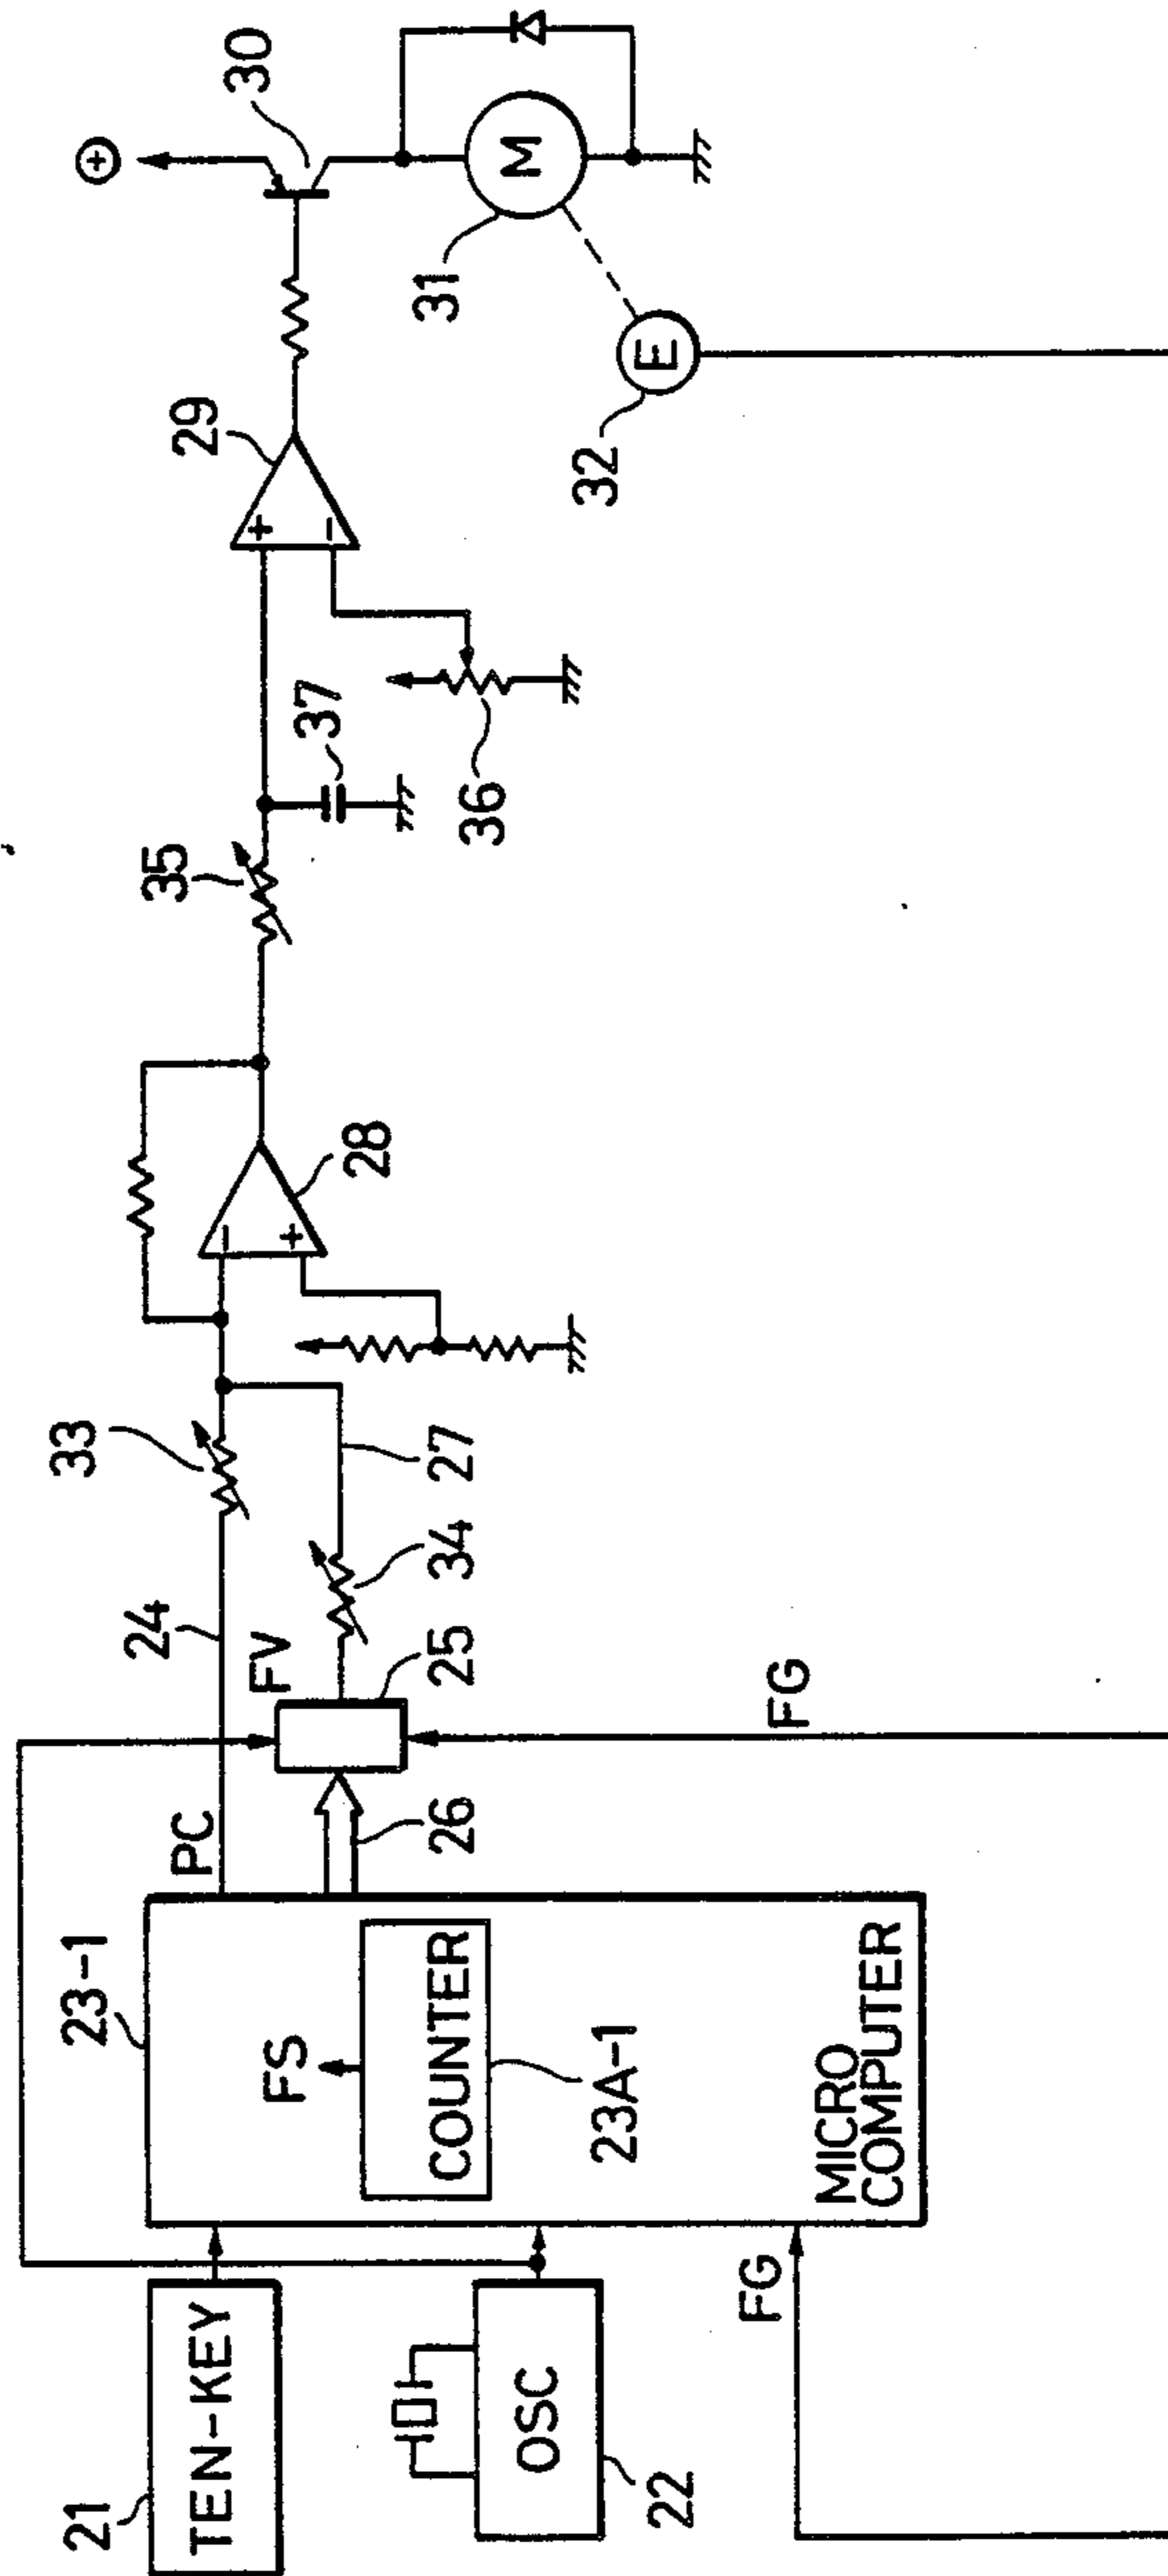 21
TEN-KEY
22
OSC
23-1
FS
COUNTER
23A-1
MICRO
COMPUTER
FG
PC
24
26
FV
25
FG
33
34
27
−
+
28
35
37
36
+
−
29
30
+
M
31
E
32